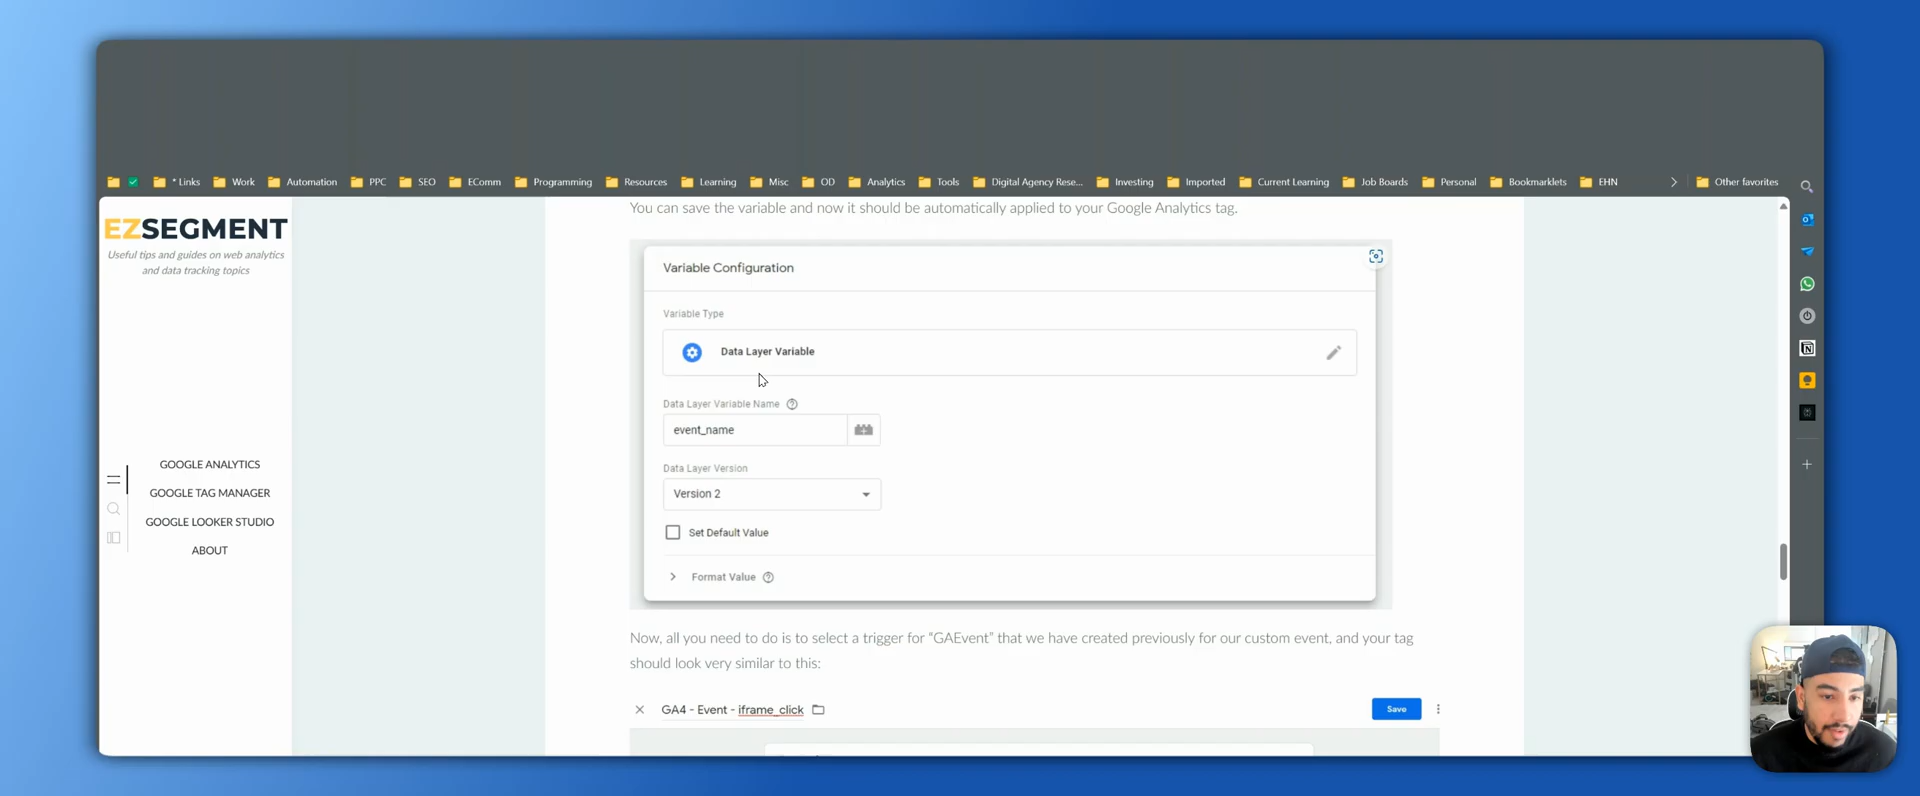 * Links
Work
Automation
PPC
SEO
EComm
Programming
Resources
Learning
Misc
OD
Analytics
Tools
Digital Agency Rese...
Investing
Imported
Current Learning
Job Boards
Personal
Bookmarklets
EHN
Other favorites
EZSEGMENT
Useful tips and guides on web analytics
and data tracking topics
GOOGLE ANALYTICS
GOOGLE TAG MANAGER
GOOGLE LOOKER STUDIO
ABOUT
You can save the variable and now it should be automatically applied to your Google Analytics tag.
Variable Configuration
Variable Type
Data Layer Variable
Data Layer Variable Name
event_name
Data Layer Version
Version 2
Set Default Value
Format Value
Now, all you need to do is to select a trigger for “GAEvent” that we have created previously for our custom event, and your tag
should look very similar to this:
GA4 - Event - iframe_click
Save